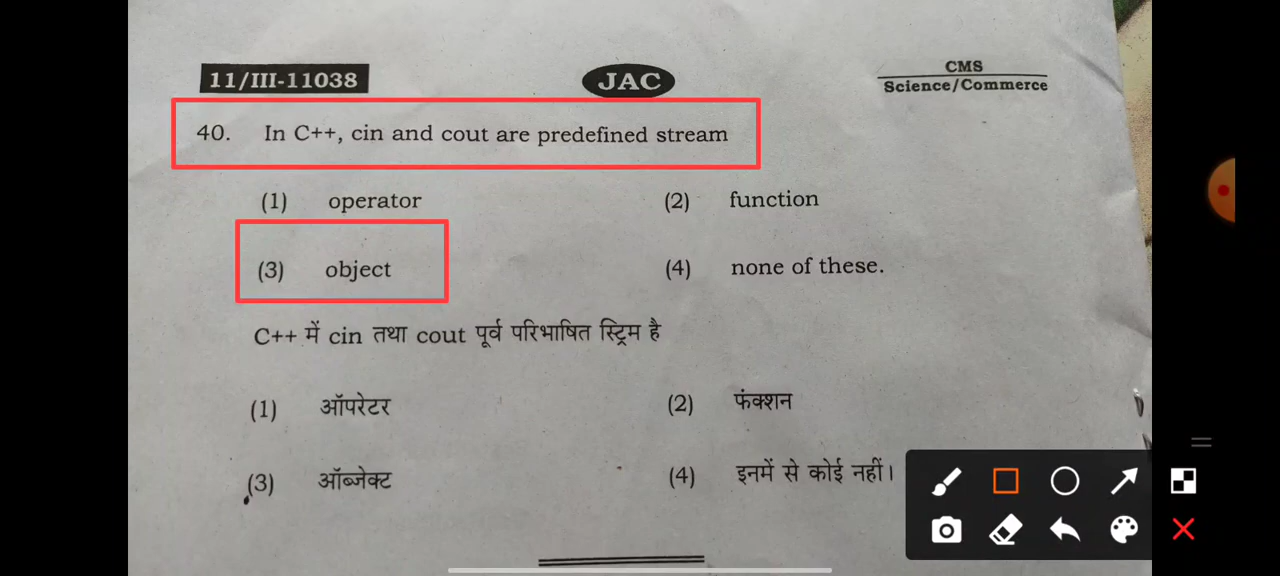 11/III-11038 JAC CMS
Science/Commerce
40. In C++, cin and cout are predefined stream
(1) operator (2) function
(3) object (4) none of these.
C++ में cin तथा cout पूर्व परिभाषित स्ट्रिम है
(1) ऑपरेटर (2) फंक्शन
(3) ऑब्जेक्ट (4) इनमें से कोई नहीं।